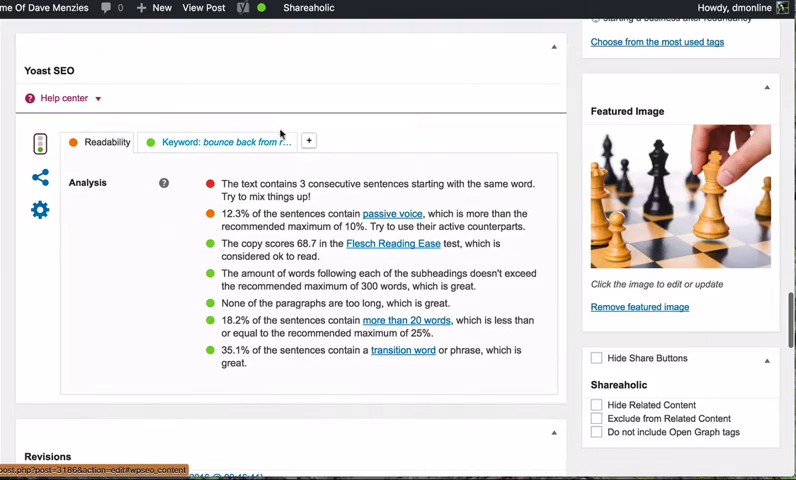 me Of Dave Menzies 0 + New View Post Shareaholic Howdy, dmonline
starting a business after redundancy
Choose from the most used tags
Yoast SEO
? Help center
Readability Keyword: bounce back from r... +
Analysis ?
The text contains 3 consecutive sentences starting with the same word.
Try to mix things up!
12.3% of the sentences contain passive voice, which is more than the
recommended maximum of 10%. Try to use their active counterparts.
The copy scores 68.7 in the Flesch Reading Ease test, which is
considered ok to read.
The amount of words following each of the subheadings doesn't exceed
the recommended maximum of 300 words, which is great.
None of the paragraphs are too long, which is great.
18.2% of the sentences contain more than 20 words, which is less than
or equal to the recommended maximum of 25%.
35.1% of the sentences contain a transition word or phrase, which is
great.
Featured Image
Click the image to edit or update
Remove featured image
Hide Share Buttons
Shareaholic
Hide Related Content
Exclude from Related Content
Do not include Open Graph tags
Revisions
post.php?post=3186&action=edit#wpseo_content